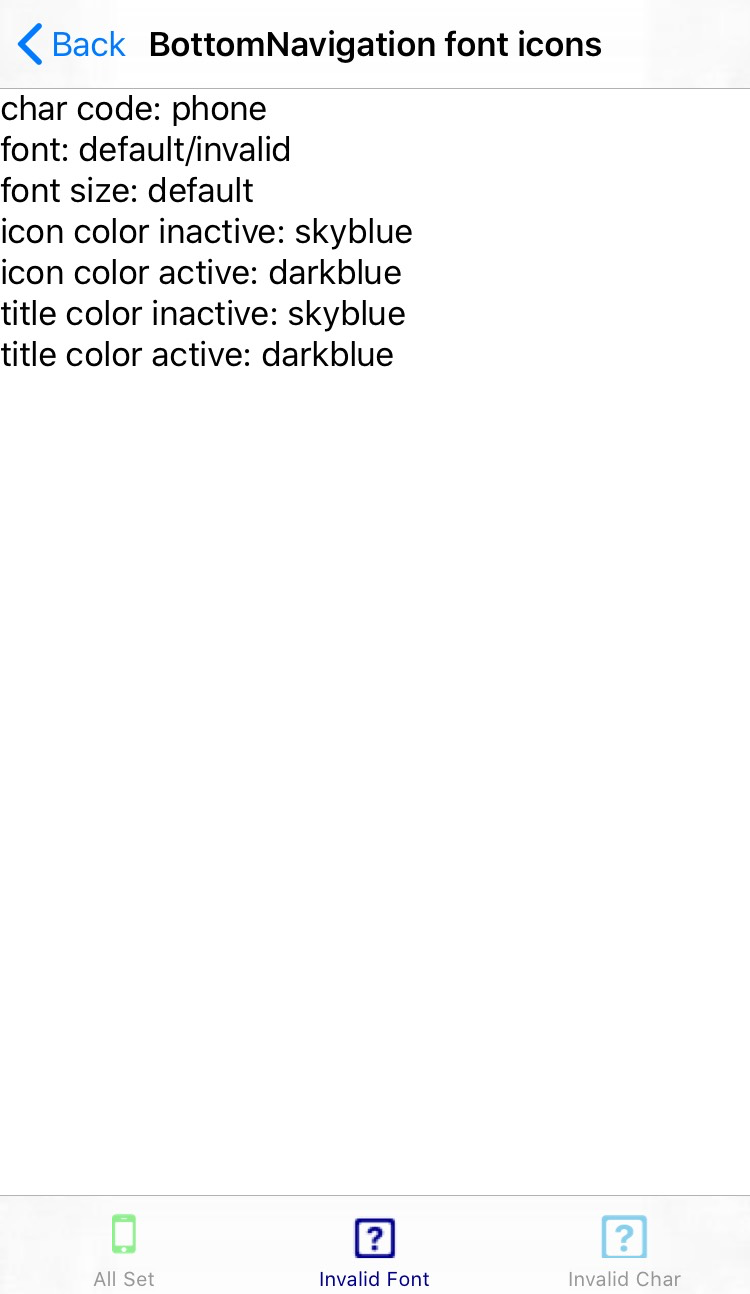 Back BottomNavigation font icons
char code: phone
font: default/invalid
font size: default
icon color inactive: skyblue
icon color active: darkblue
title color inactive: skyblue
title color active: darkblue
? ?
All Set Invalid Font Invalid Char